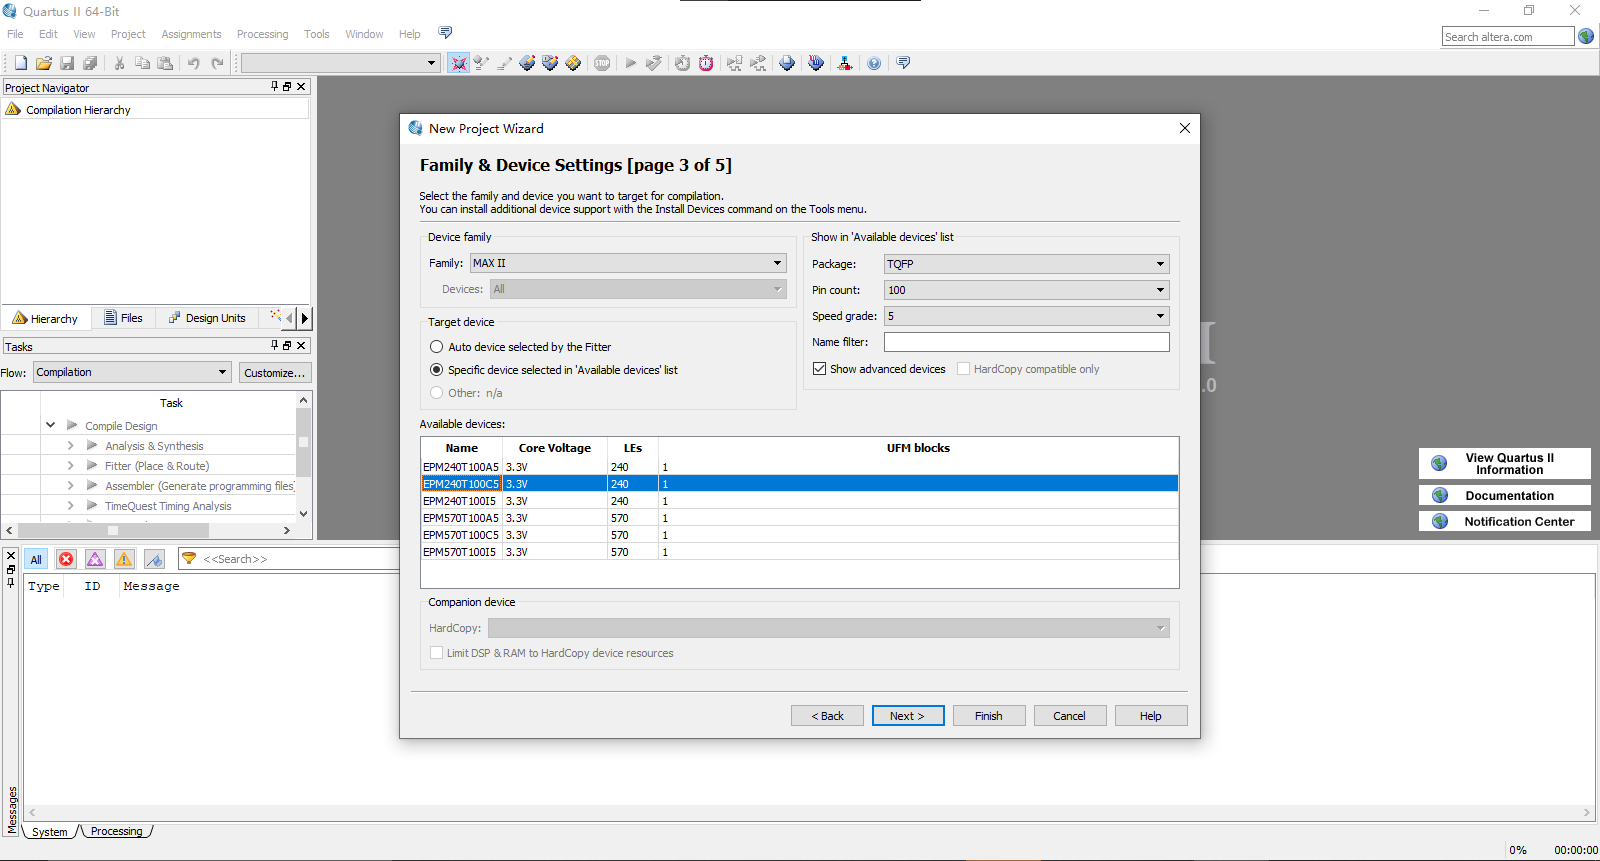 Quartus II 64-Bit
File Edit View Project Assignments Processing Tools Window Help
Search altera.com
STOP
Project Navigator
Compilation Hierarchy
Hierarchy Files Design Units
Tasks
Flow: Compilation Customize...
Task
Compile Design
Analysis & Synthesis
Fitter (Place & Route)
Assembler (Generate programming files)
TimeQuest Timing Analysis
New Project Wizard
Family & Device Settings [page 3 of 5]
Select the family and device you want to target for compilation.
You can install additional device support with the Install Devices command on the Tools menu.
Device family
Family: MAX II
Devices: All
Target device
Auto device selected by the Fitter
Specific device selected in 'Available devices' list
Other: n/a
Show in 'Available devices' list
Package: TQFP
Pin count: 100
Speed grade: 5
Name filter:
Show advanced devices HardCopy compatible only
Available devices:
Name Core Voltage LEs UFM blocks
EPM240T100A5 3.3V 240 1
EPM240T100C5 3.3V 240 1
EPM240T100I5 3.3V 240 1
EPM570T100A5 3.3V 570 1
EPM570T100C5 3.3V 570 1
EPM570T100I5 3.3V 570 1
Companion device
HardCopy:
Limit DSP & RAM to HardCopy device resources
< Back Next > Finish Cancel Help
I
.0
View Quartus II
Information
Documentation
Notification Center
All <<Search>>
Type ID Message
Messages
System Processing
0% 00:00:00